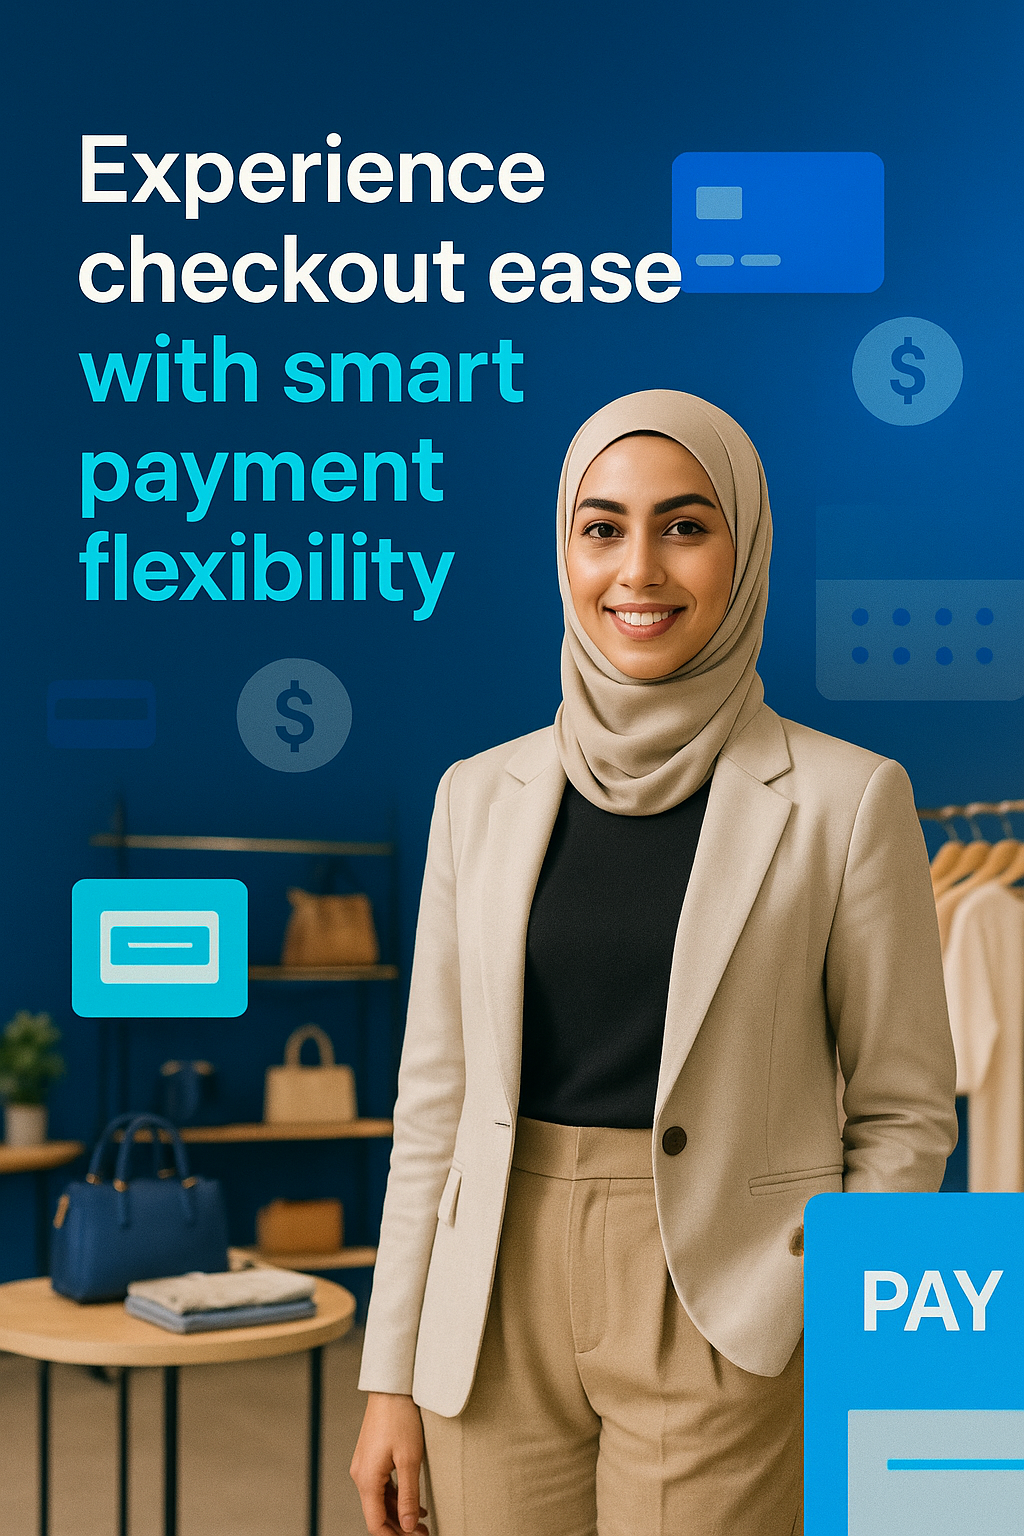 Experience
checkout ease
with smart
payment
flexibility
$
$
PAY